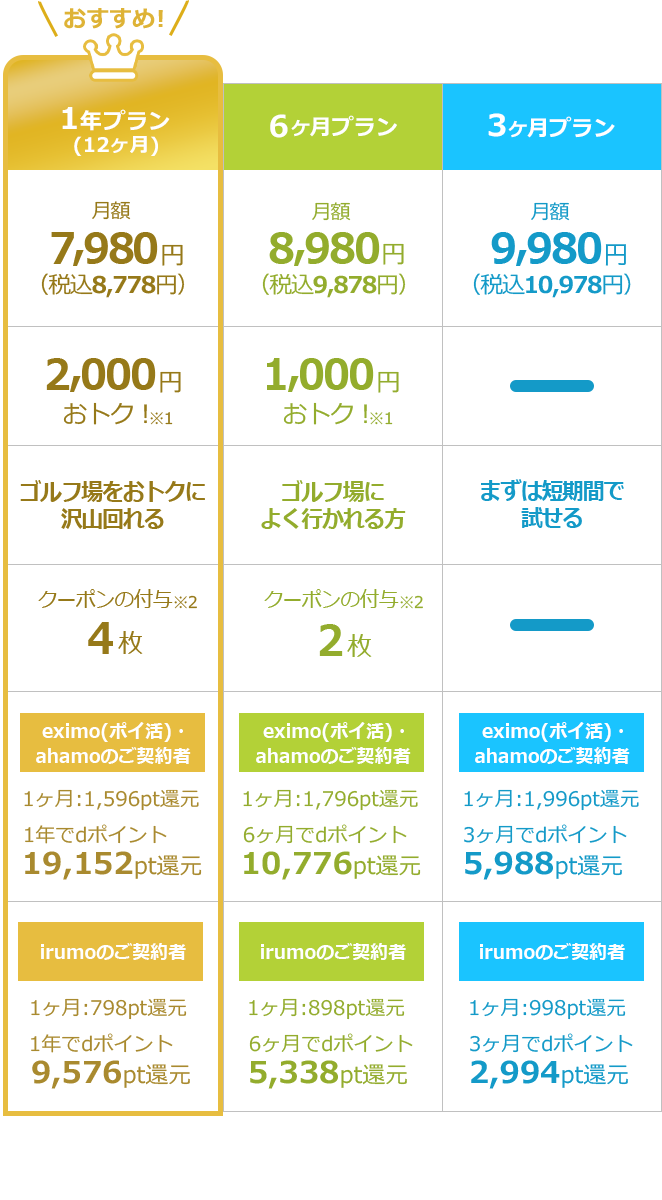 おすすめ!
1年プラン
(12ヶ月)
6ヶ月プラン
3ヶ月プラン
月額
7,980円
(税込8,778円)
月額
8,980円
(税込9,878円)
月額
9,980円
(税込10,978円)
2,000円
おトク!※1
1,000円
おトク!※1
ゴルフ場をおトクに
沢山回れる
ゴルフ場に
よく行かれる方
まずは短期間で
試せる
クーポンの付与※2
4枚
クーポンの付与※2
2枚
eximo(ポイ活)・
ahamoのご契約者
1ヶ月:1,596pt還元
1年でdポイント
19,152pt還元
eximo(ポイ活)・
ahamoのご契約者
1ヶ月:1,796pt還元
6ヶ月でdポイント
10,776pt還元
eximo(ポイ活)・
ahamoのご契約者
1ヶ月:1,996pt還元
3ヶ月でdポイント
5,988pt還元
irumoのご契約者
1ヶ月:798pt還元
1年でdポイント
9,576pt還元
irumoのご契約者
1ヶ月:898pt還元
6ヶ月でdポイント
5,338pt還元
irumoのご契約者
1ヶ月:998pt還元
3ヶ月でdポイント
2,994pt還元